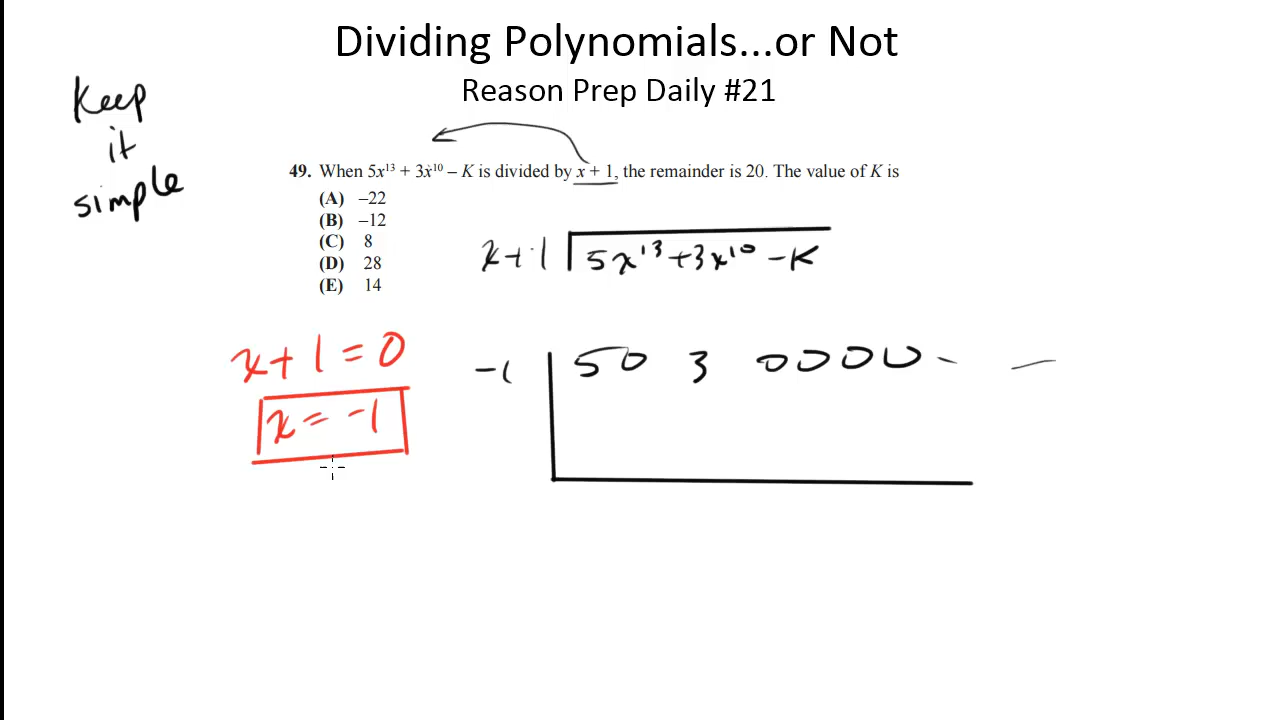 Dividing Polynomials...or Not
Reason Prep Daily #21
Keep
it
simple
49. When 5x¹³ + 3x¹⁰ – K is divided by x + 1, the remainder is 20. The value of K is
(A) –22
(B) –12
(C) 8
(D) 28
(E) 14
x+1 5x¹³+3x¹⁰-K
x+1=0
x=-1
-1 5 0 3 0 0 0 0 - -